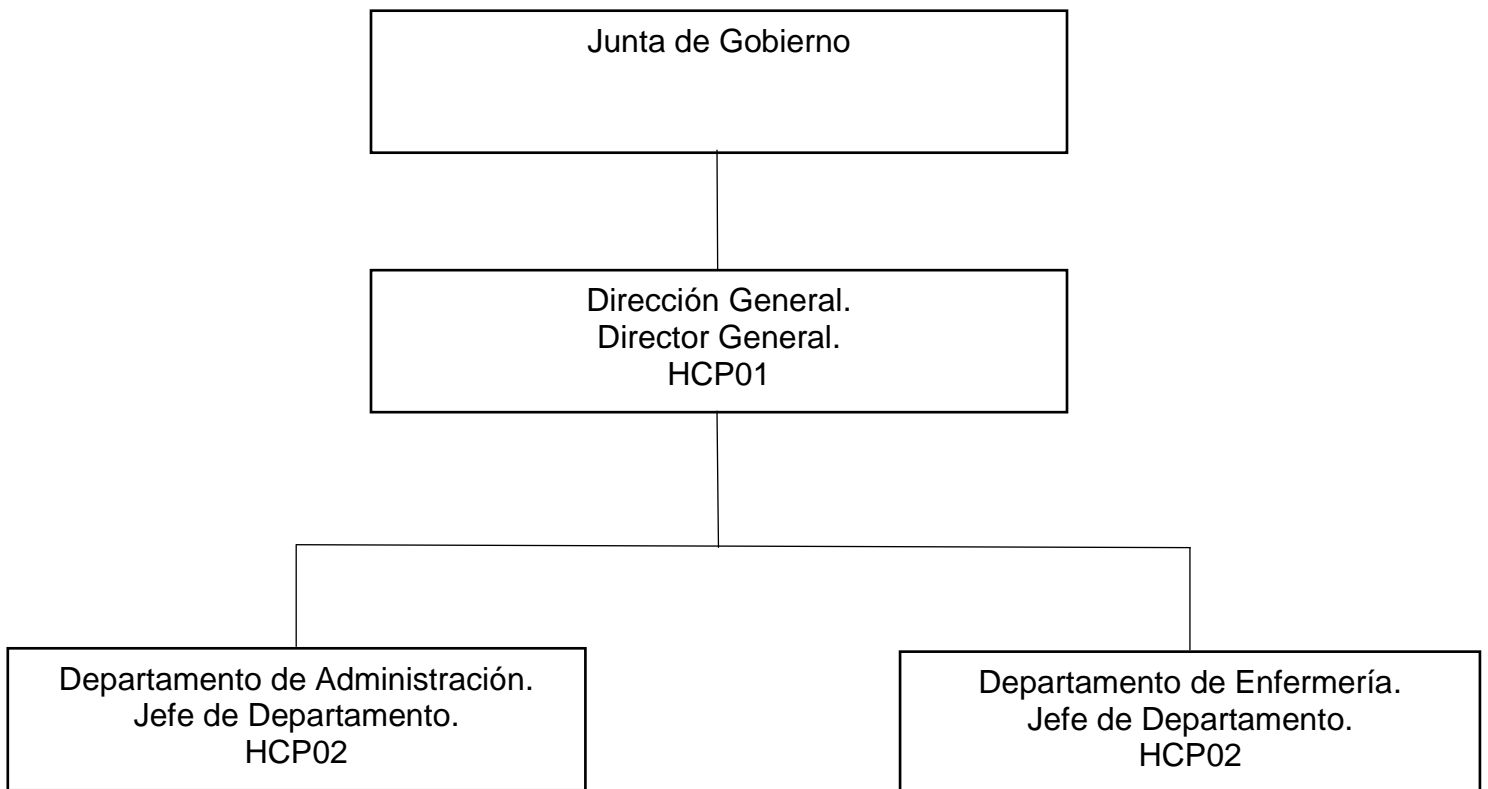 Junta de Gobierno
Dirección General.
Director General.
HCP01
Departamento de Administración.
Jefe de Departamento.
HCP02
Departamento de Enfermería.
Jefe de Departamento.
HCP02